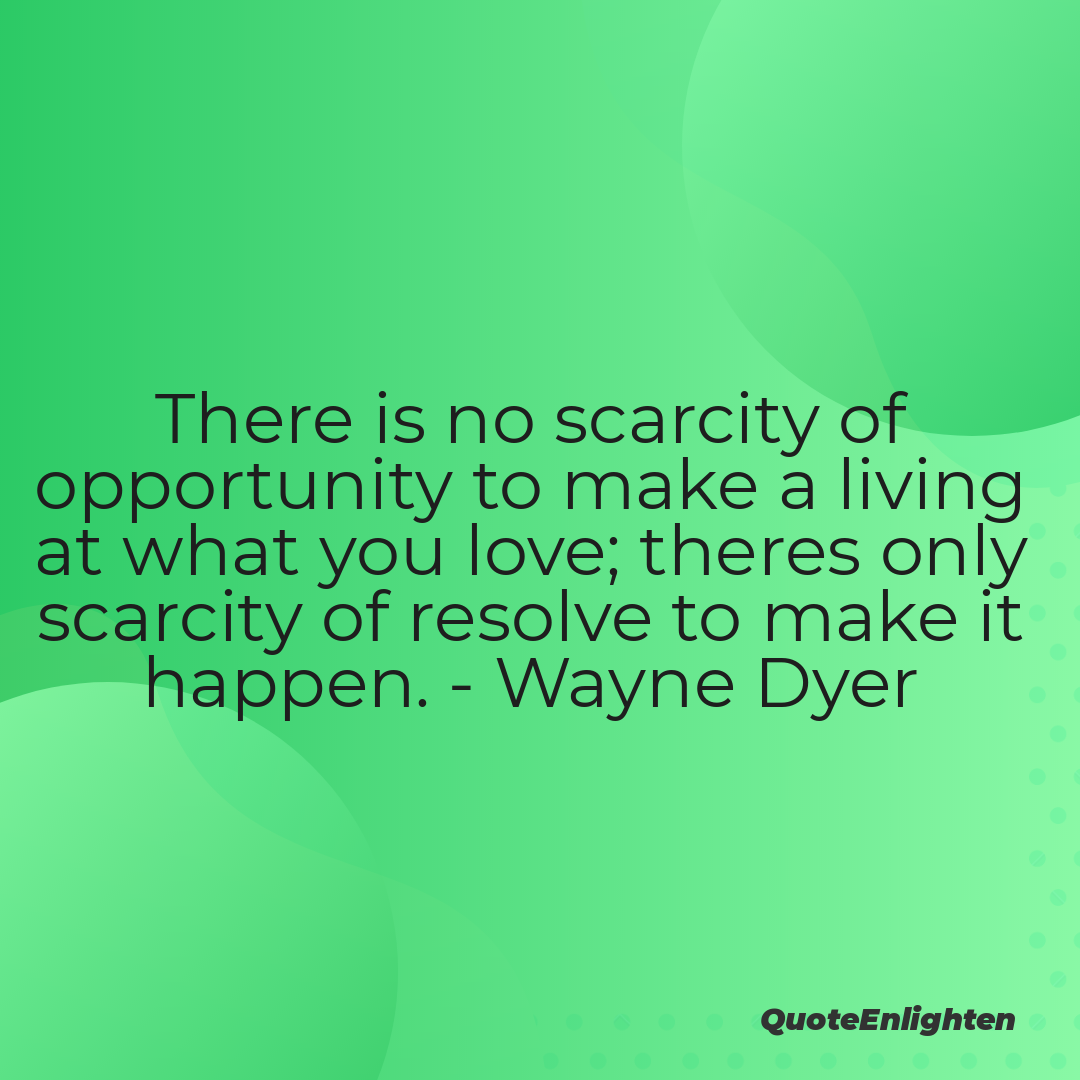 There is no scarcity of
opportunity to make a living
at what you love; theres only
scarcity of resolve to make it
happen. - Wayne Dyer
QuoteEnlighten